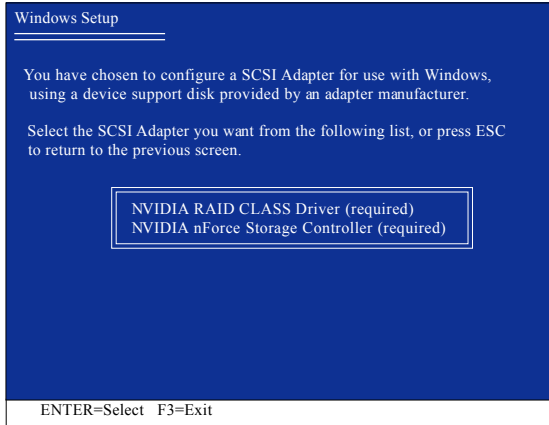 Windows Setup
You have chosen to configure a SCSI Adapter for use with Windows,
using a device support disk provided by an adapter manufacturer.
Select the SCSI Adapter you want from the following list, or press ESC
to return to the previous screen.
NVIDIA RAID CLASS Driver (required)
NVIDIA nForce Storage Controller (required)
ENTER=Select F3=Exit